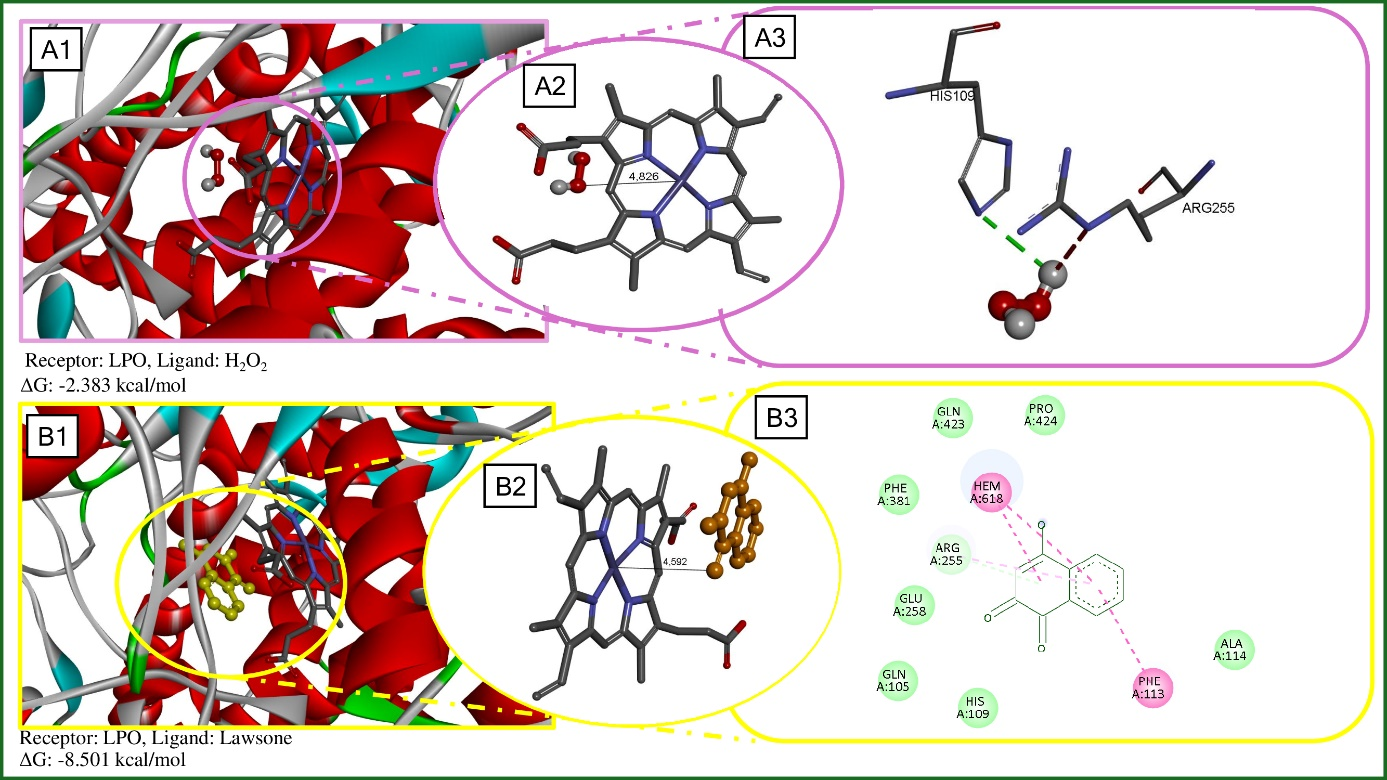 A1
A2
A3
4,826
HIS109
ARG255
Receptor: LPO, Ligand: H₂O₂
ΔG: -2.383 kcal/mol
B1
B2
B3
4,592
GLN
A:423
PRO
A:424
PHE
A:381
HEM
A:618
ARG
A:255
GLU
A:258
GLN
A:105
HIS
A:109
PHE
A:113
ALA
A:114
O
O
O
Receptor: LPO, Ligand: Lawsone
ΔG: -8.501 kcal/mol